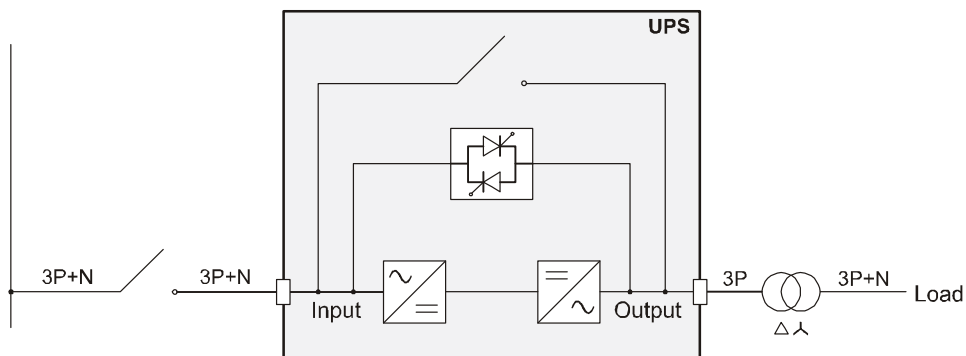 UPS
3P+N
3P+N
Input
Output
3P
3P+N
Load